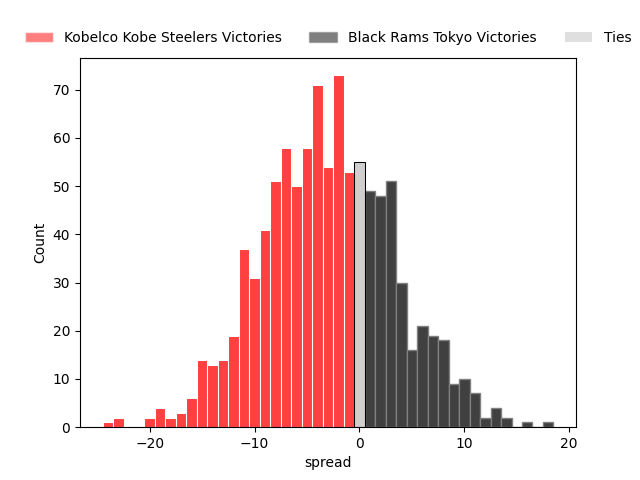 Kobelco Kobe Steelers Victories Black Rams Tokyo Victories Ties
70
60
50
40
30
20
10
0
Count
−20 −10 0 10 20
spread